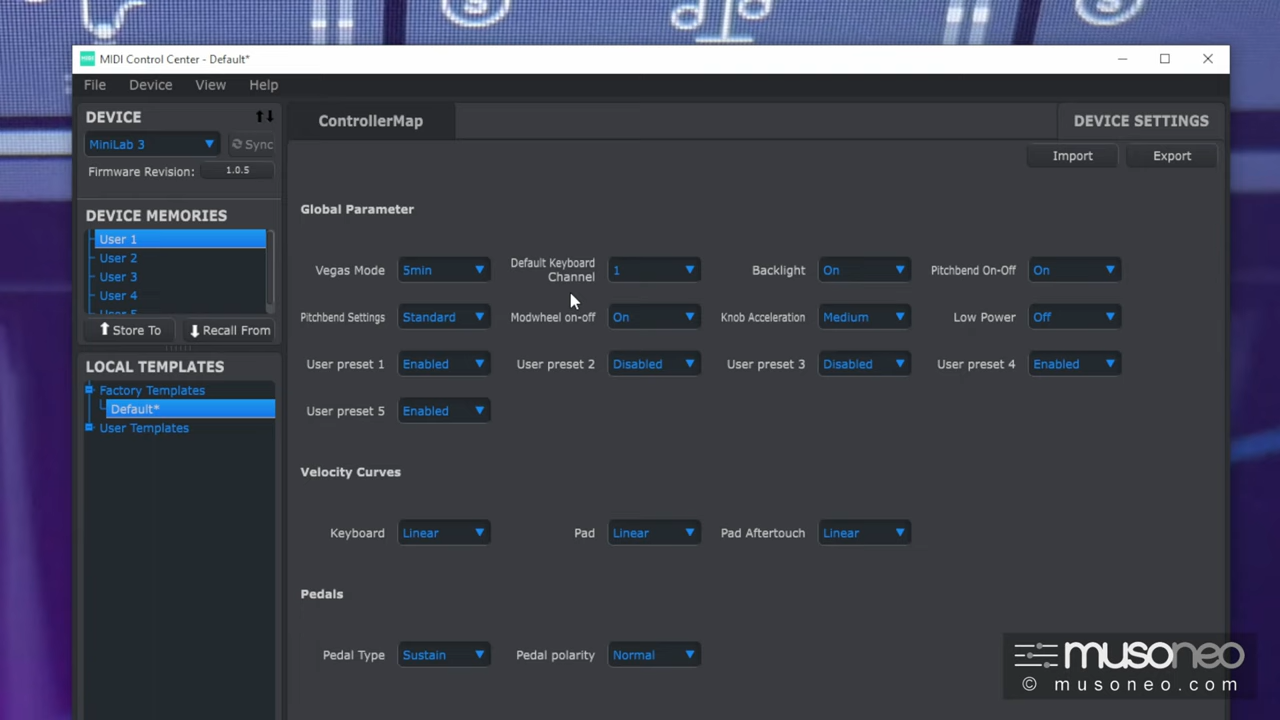 MIDI Control Center - Default*
File Device View Help
DEVICE
MiniLab 3
Sync
Firmware Revision: 1.0.5
DEVICE MEMORIES
User 1
User 2
User 3
User 4
Store To
Recall From
LOCAL TEMPLATES
Factory Templates
Default*
User Templates
ControllerMap
DEVICE SETTINGS
Import
Export
Global Parameter
Vegas Mode 5min
Default Keyboard Channel 1
Backlight On
Pitchbend On-Off On
Pitchbend Settings Standard
Modwheel on-off On
Knob Acceleration Medium
Low Power Off
User preset 1 Enabled
User preset 2 Disabled
User preset 3 Disabled
User preset 4 Enabled
User preset 5 Enabled
Velocity Curves
Keyboard Linear
Pad Linear
Pad Aftertouch Linear
Pedals
Pedal Type Sustain
Pedal polarity Normal
musoneo
© musoneo.com